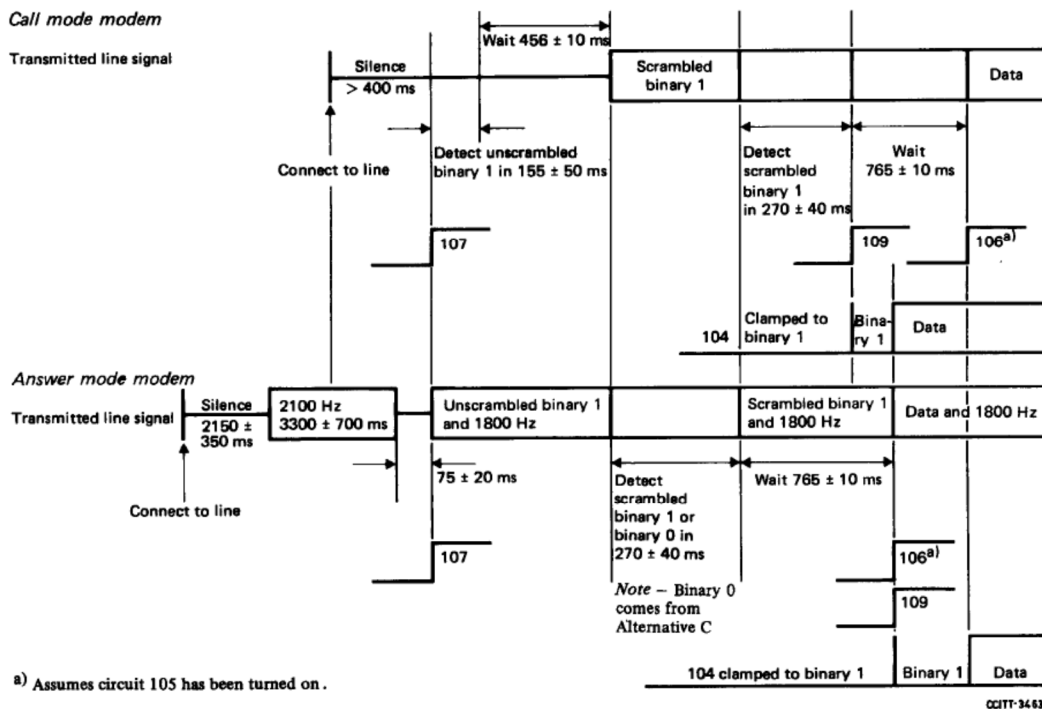 Call mode modem
Transmitted line signal
Silence
> 400 ms
Wait 456 ± 10 ms
Scrambled
binary 1
Data
Connect to line
Detect unscrambled
binary 1 in 155 ± 50 ms
Detect
scrambled
binary 1
in 270 ± 40 ms
Wait
765 ± 10 ms
107
109
106a)
104
Clamped to
binary 1
Bina-
ry 1
Data
Answer mode modem
Transmitted line signal
Silence
2150 ±
350 ms
2100 Hz
3300 ± 700 ms
Unscrambled binary 1
and 1800 Hz
Scrambled binary 1
and 1800 Hz
Data and 1800 Hz
75 ± 20 ms
Connect to line
Detect
scrambled
binary 1 or
binary 0 in
270 ± 40 ms
Wait 765 ± 10 ms
107
106a)
Note – Binary 0
comes from
Alternative C
109
104 clamped to binary 1
Binary 1
Data
a) Assumes circuit 105 has been turned on.
CCITT-3463